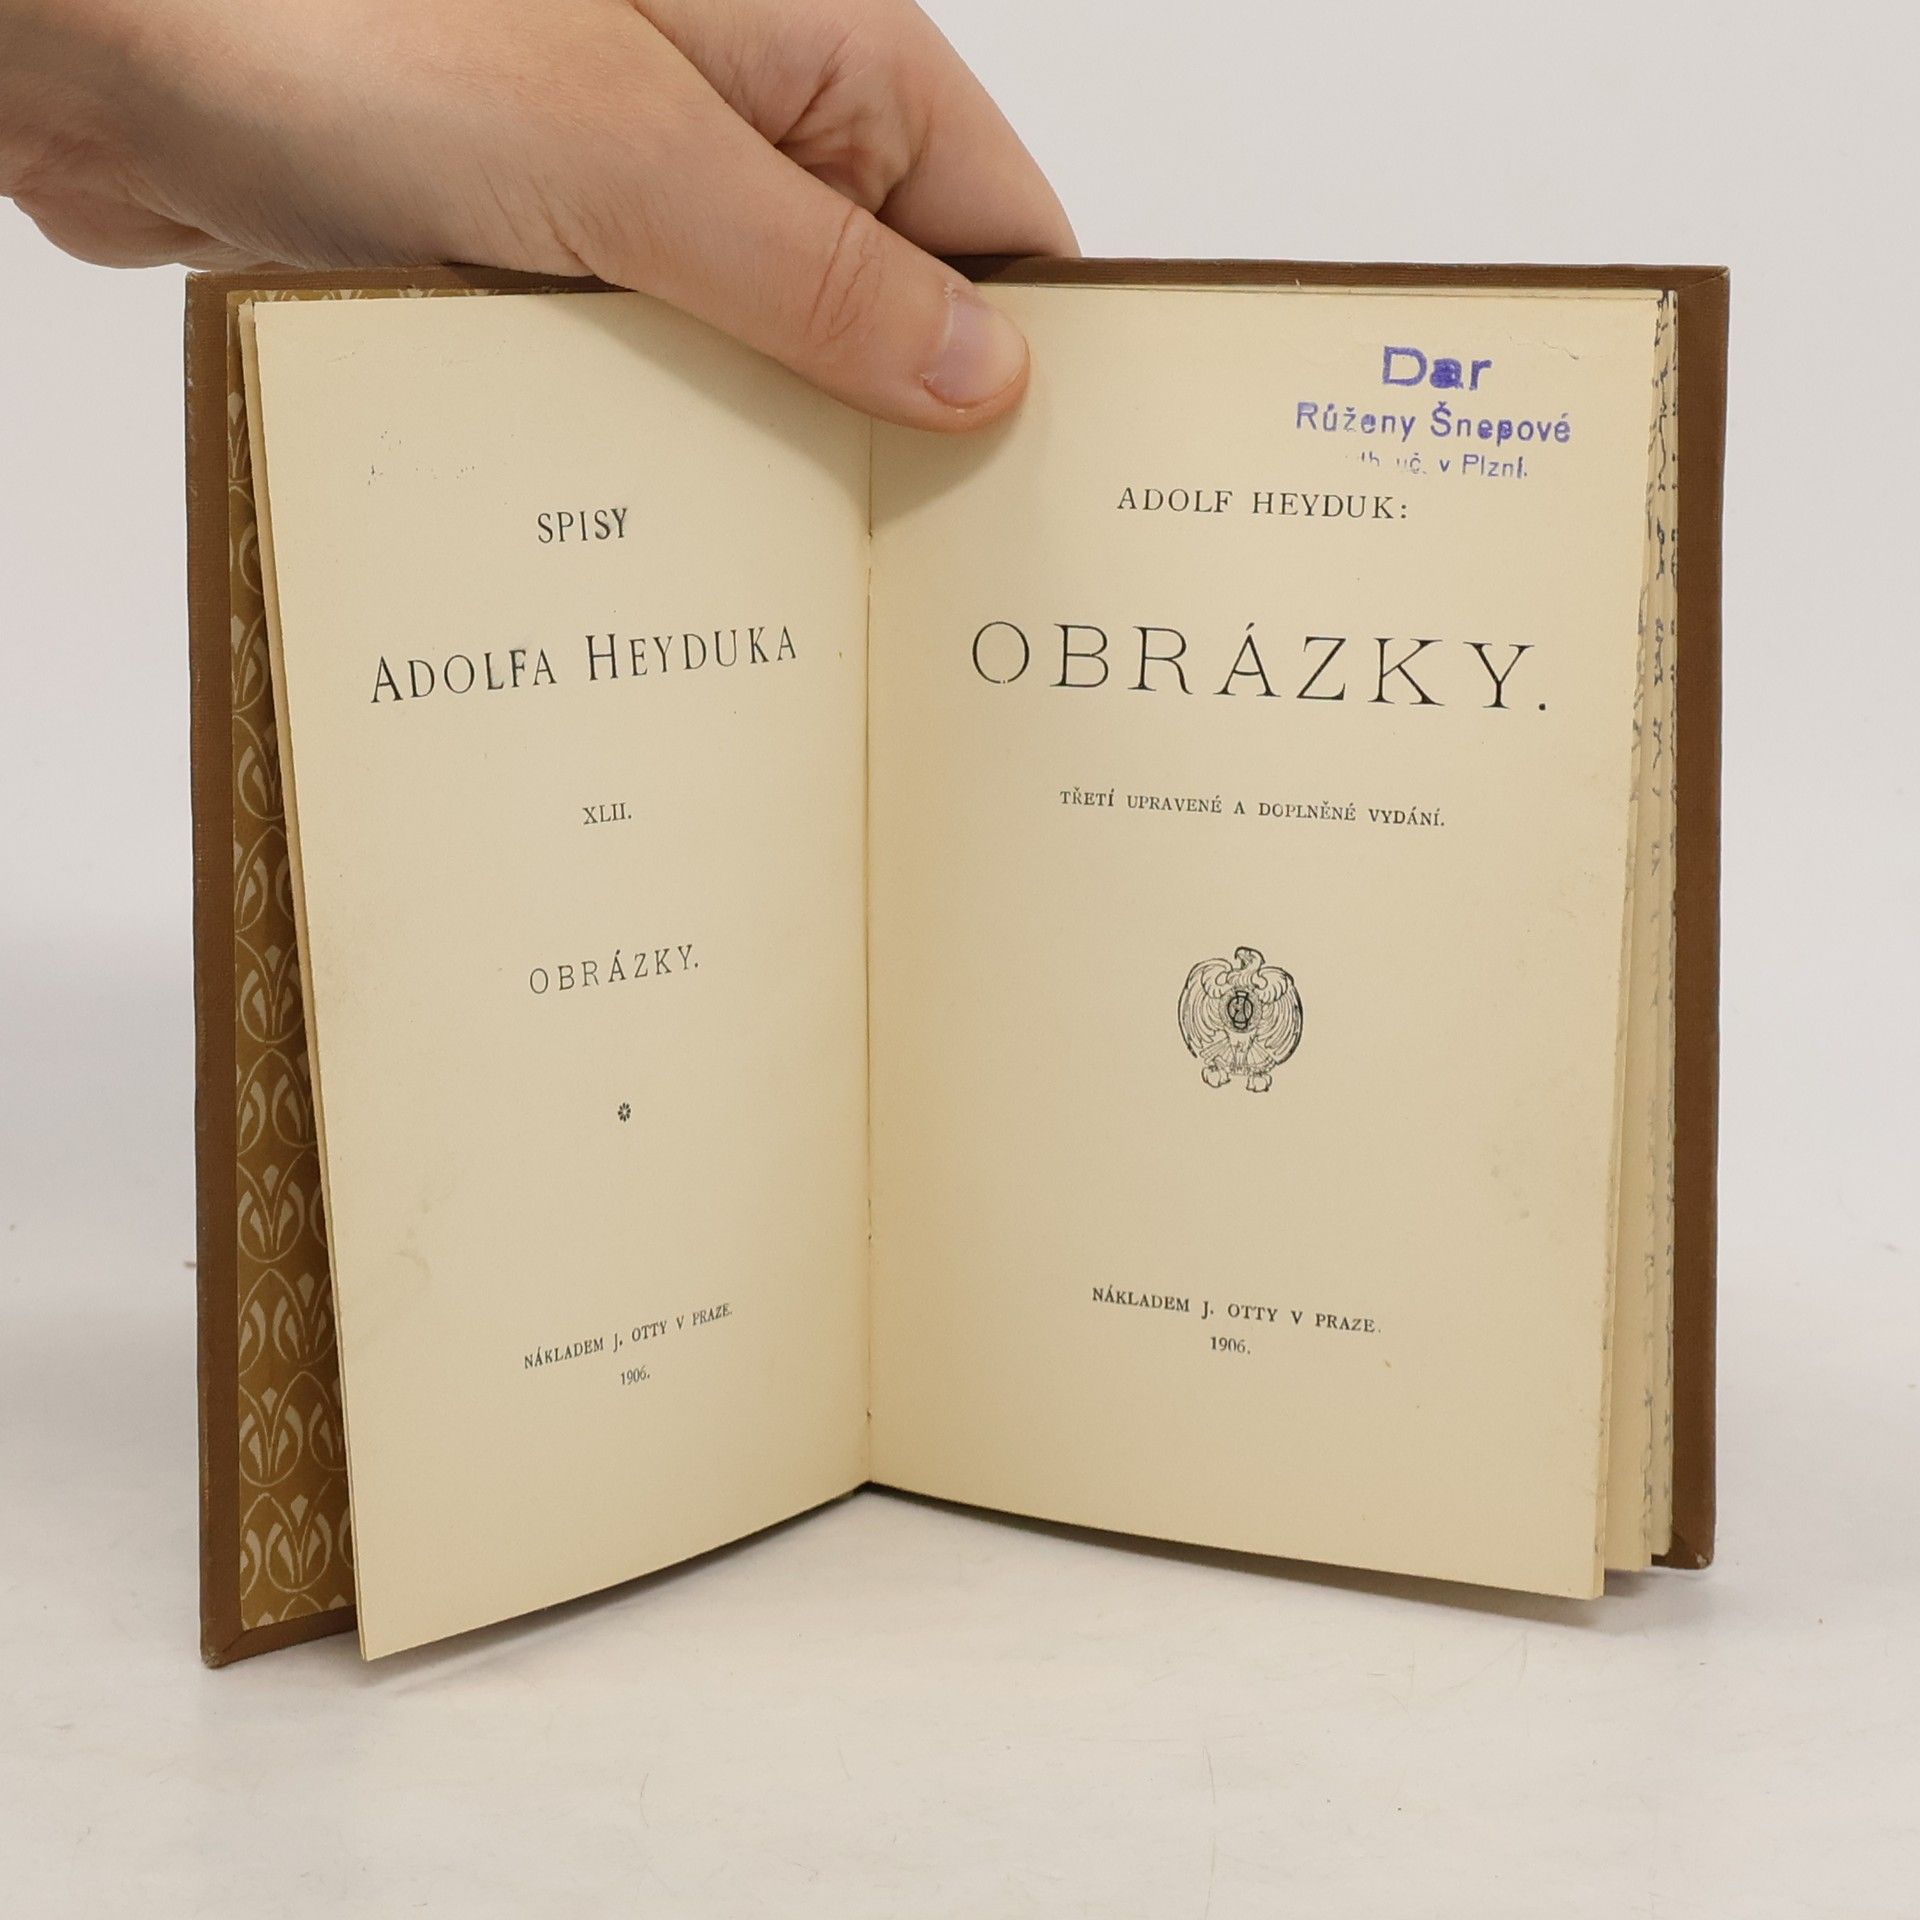 SPISY
ADOLFA HEYDUKA
XLII.
OBRÁZKY.
NÁKLADEM J. OTTY V PRAZE.
1906.
Dar
Růženy Šnepové
uč. v Plzni.
ADOLF HEYDUK:
OBRÁZKY.
TŘETÍ UPRAVENÉ A DOPLNĚNÉ VYDÁNÍ.
NÁKLADEM J. OTTY V PRAZE.
1906.